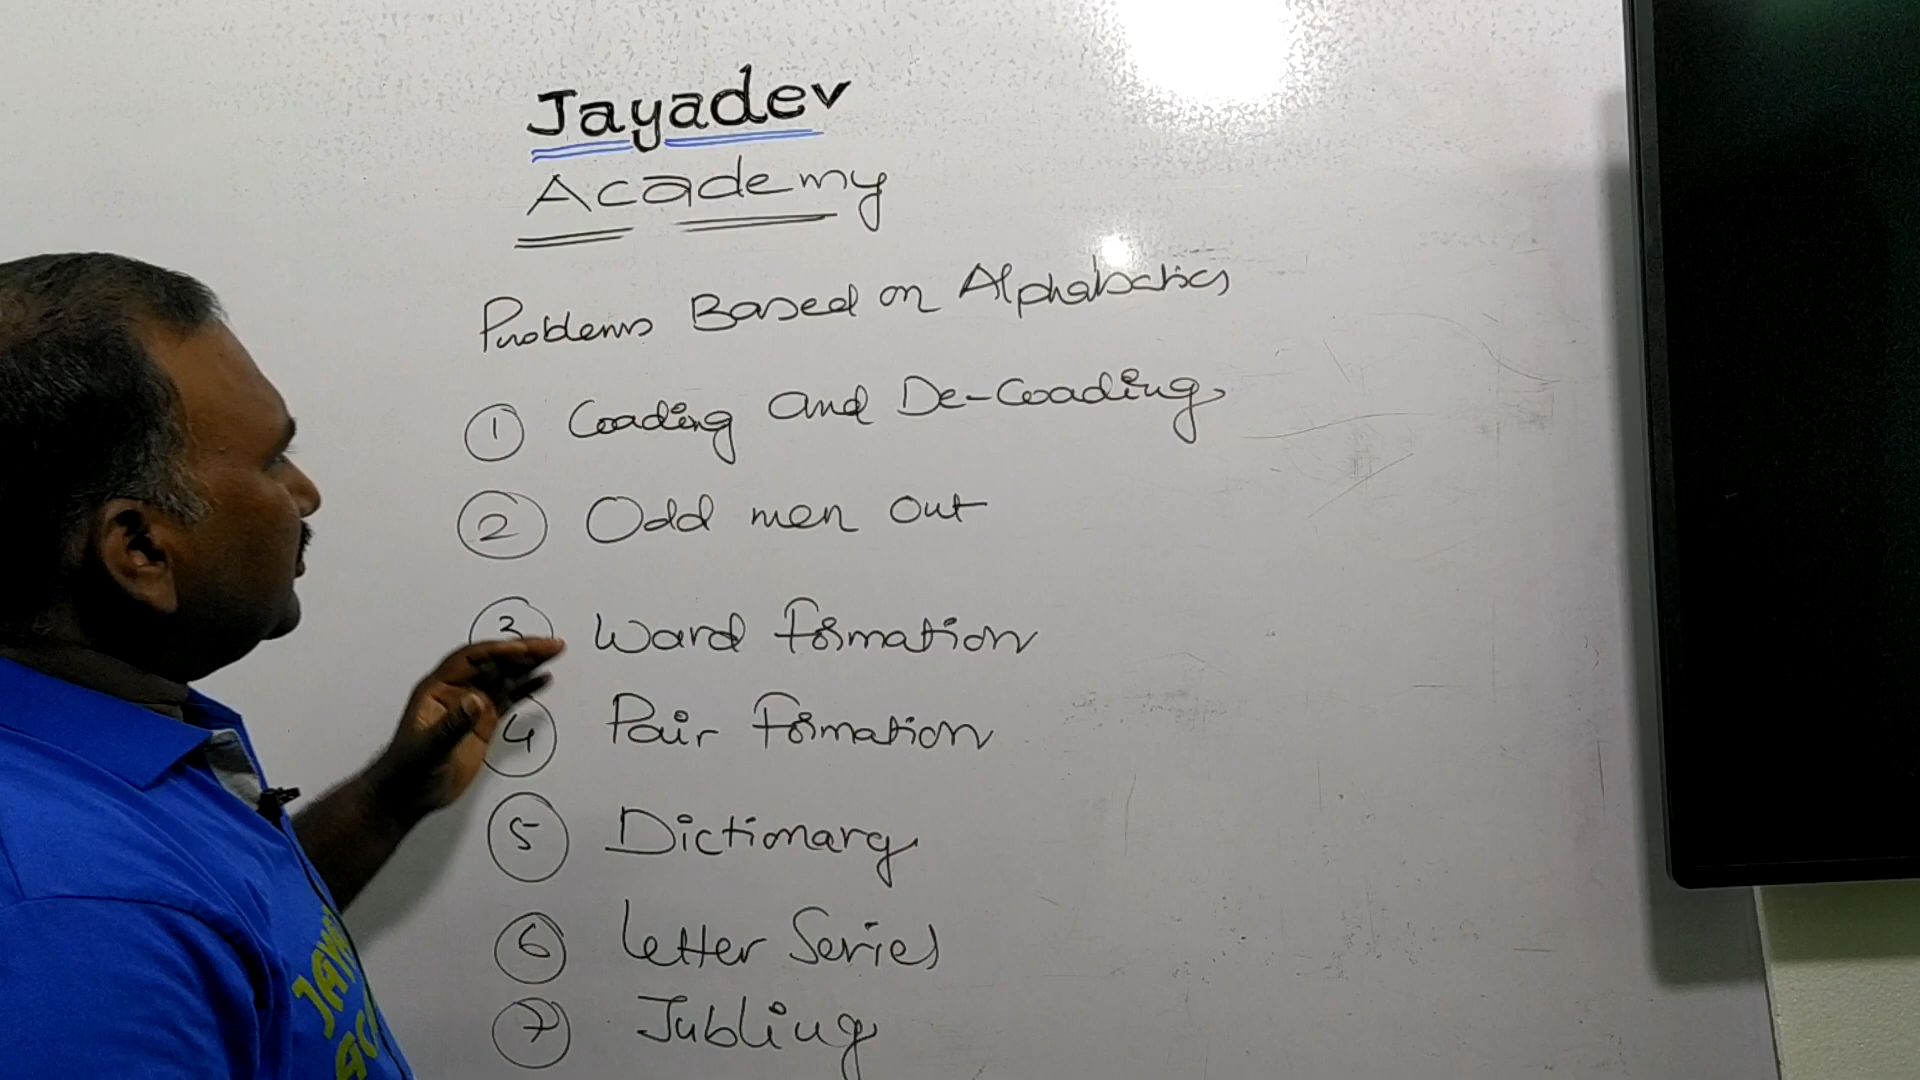 Jayadev
Academy
Problems Based on Alphabatics
1 Coading and De-Coading
2 Odd men out
3 Word formation
4 Pair formation
5 Dictionary
6 Letter Series
7 Jubling